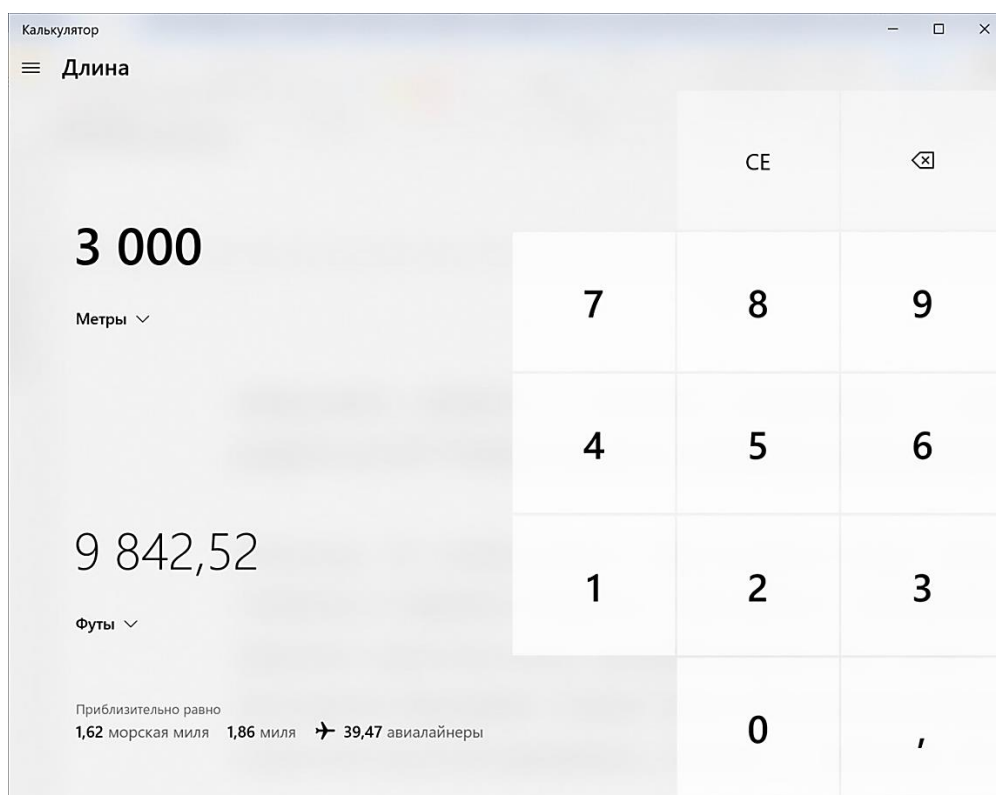 Калькулятор
Длина
CE
3 000
Метры
7 8 9
4 5 6
9 842,52
Футы
1 2 3
Приблизительно равно
1,62 морская миля 1,86 миля 39,47 авиалайнеры
0 ,